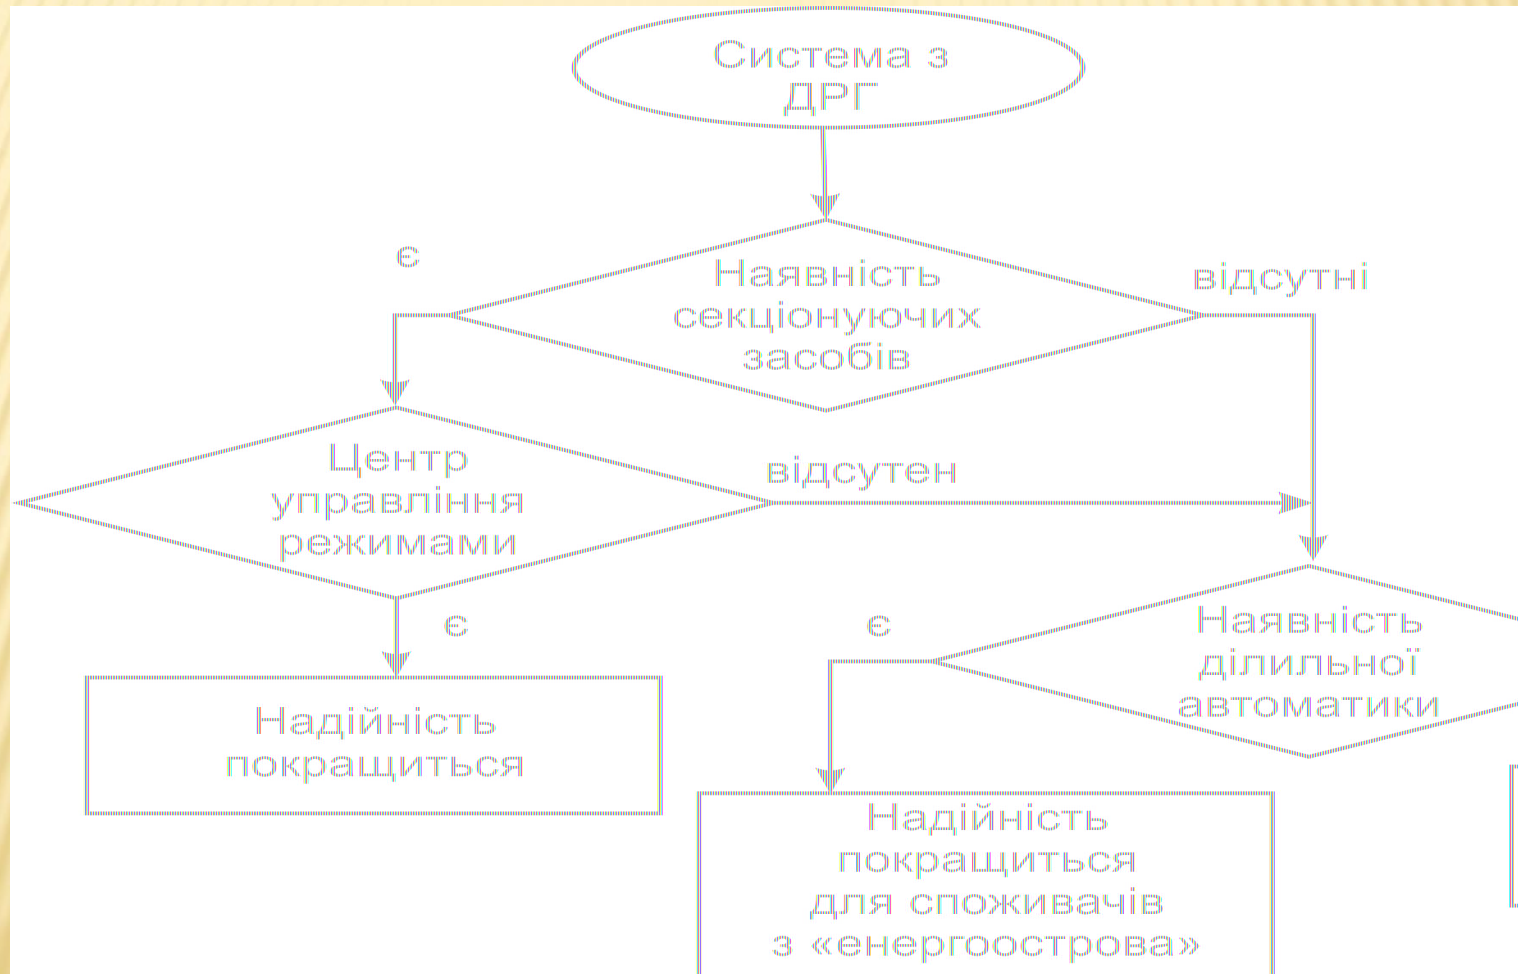 Система з
ДРГ
є
Наявність
секціонуючих
засобів
відсутні
Центр
управління
режимами
відсутен
є
є
Наявність
ділильної
автоматики
Надійність
покращиться
Надійність
покращиться
для споживачів
з «енергоострова»